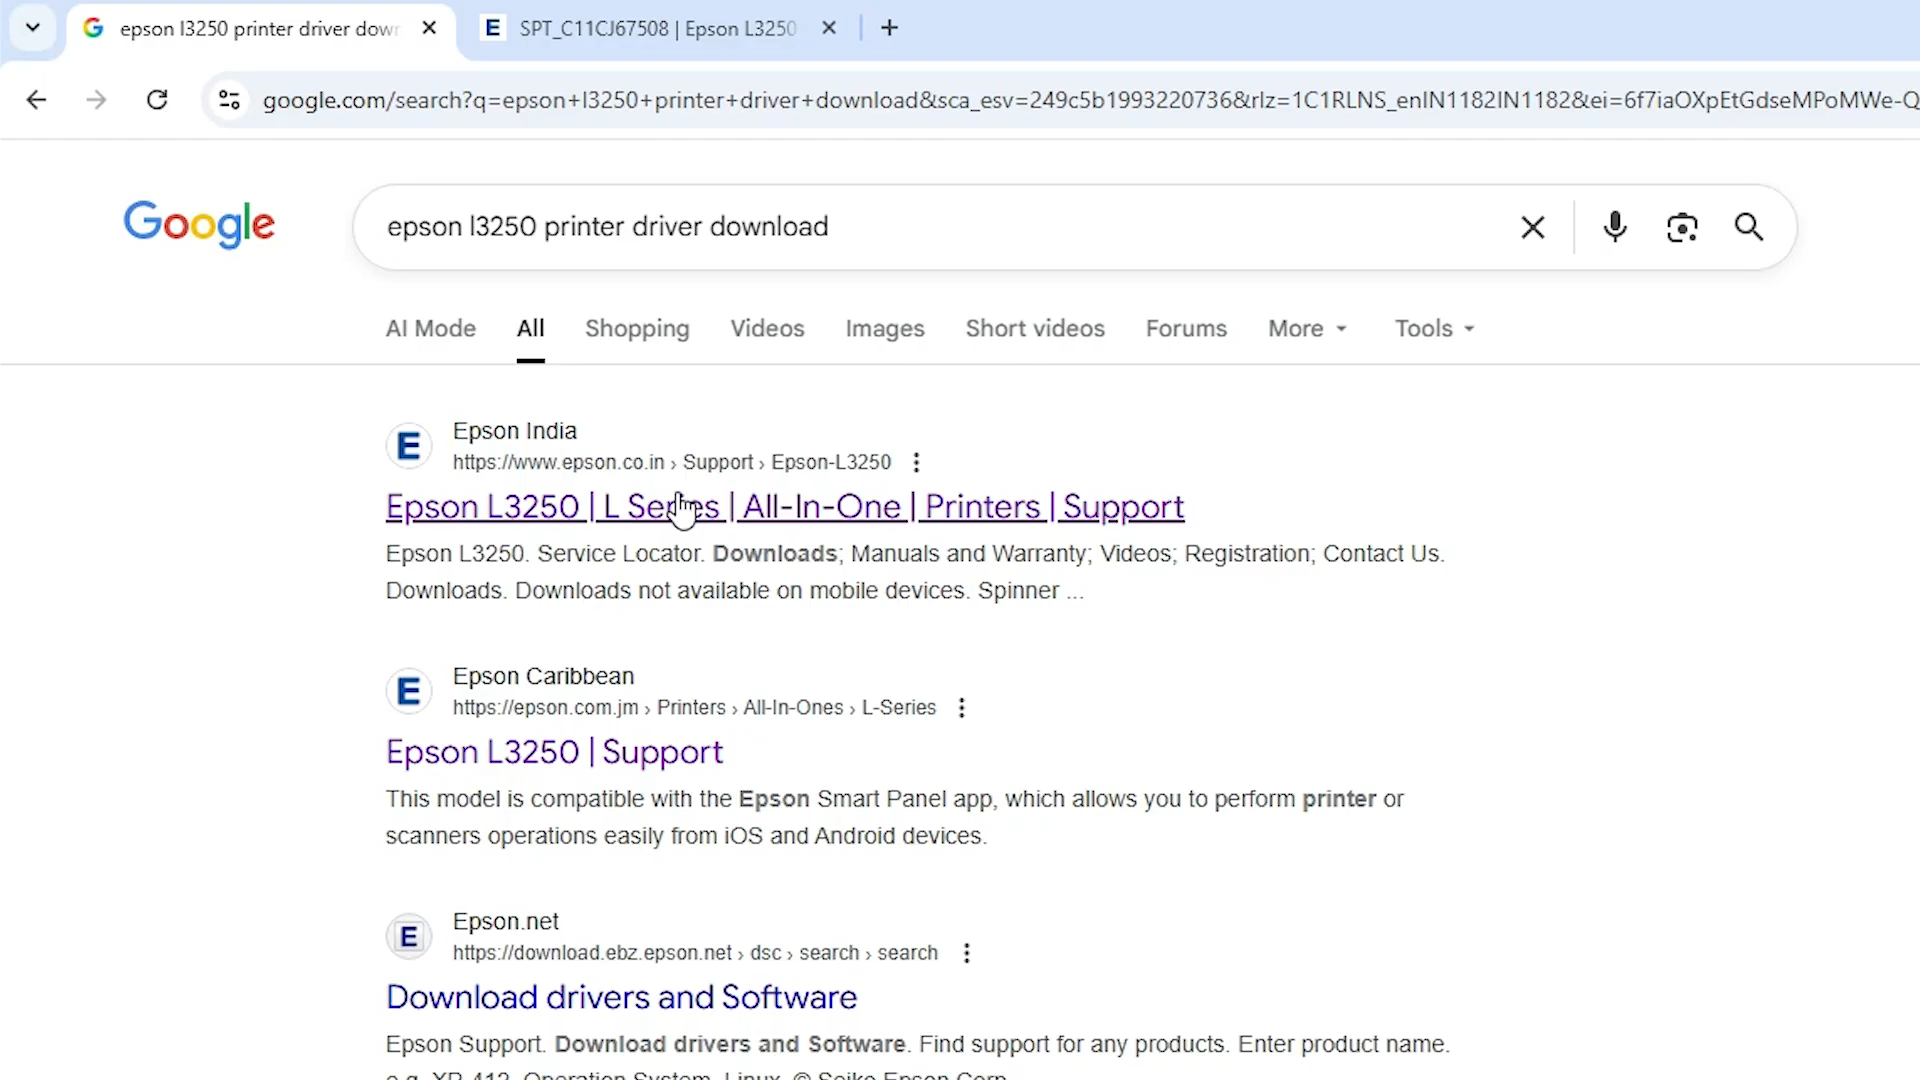 epson l3250 printer driver dow
SPT_C11CJ67508 | Epson L3250
google.com/search?q=epson+l3250+printer+driver+download&sca_esv=249c5b1993220736&rlz=1C1RLNS_enIN1182IN1182&ei=6f7iaOXpEtGdseMPoMWe-Q
Google
epson l3250 printer driver download
AI Mode All Shopping Videos Images Short videos Forums More Tools
Epson India
https://www.epson.co.in › Support › Epson-L3250
Epson L3250 | L Series | All-In-One | Printers | Support
Epson L3250. Service Locator. Downloads; Manuals and Warranty; Videos; Registration; Contact Us.
Downloads. Downloads not available on mobile devices. Spinner ...
Epson Caribbean
https://epson.com.jm › Printers › All-In-Ones › L-Series
Epson L3250 | Support
This model is compatible with the Epson Smart Panel app, which allows you to perform printer or
scanners operations easily from iOS and Android devices.
Epson.net
https://download.ebz.epson.net › dsc › search › search
Download drivers and Software
Epson Support. Download drivers and Software. Find support for any products. Enter product name.
e.g. XP-412. Operation System. Linux. © Seiko Epson Corp